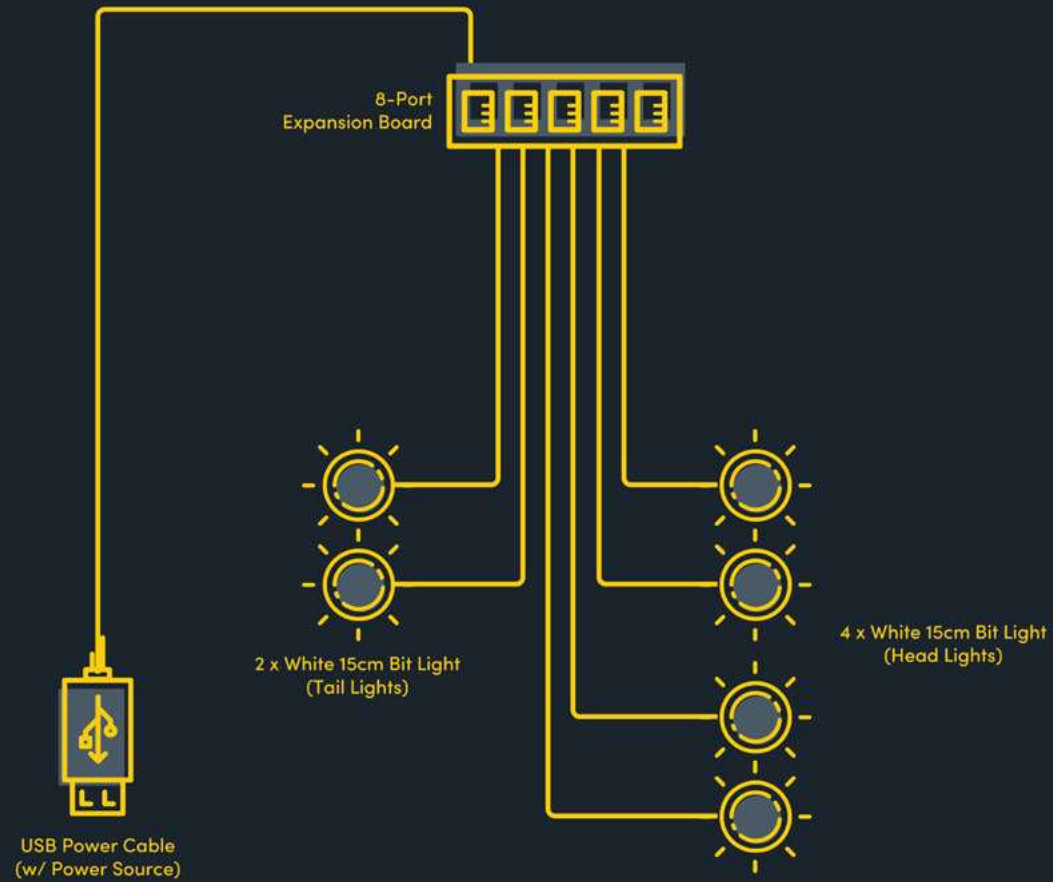 8-Port
Expansion Board
2 x White 15cm Bit Light
(Tail Lights)
4 x White 15cm Bit Light
(Head Lights)
USB Power Cable
(w/ Power Source)